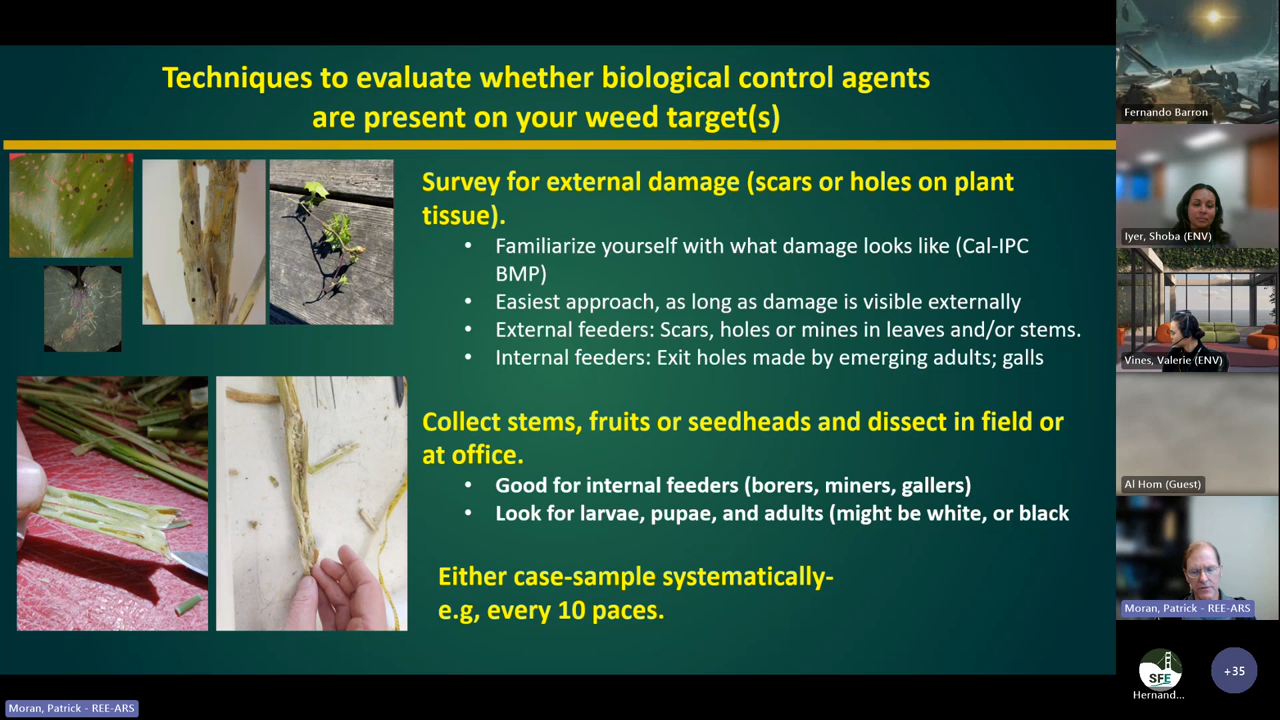 Techniques to evaluate whether biological control agents
are present on your weed target(s)
Survey for external damage (scars or holes on plant
tissue).
• Familiarize yourself with what damage looks like (Cal-IPC
BMP)
• Easiest approach, as long as damage is visible externally
• External feeders: Scars, holes or mines in leaves and/or stems.
• Internal feeders: Exit holes made by emerging adults; galls
Collect stems, fruits or seedheads and dissect in field or
at office.
• Good for internal feeders (borers, miners, gallers)
• Look for larvae, pupae, and adults (might be white, or black
Either case-sample systematically-
e.g, every 10 paces.
Moran, Patrick - REE-ARS
Fernando Barron
Iyer, Shoba (ENV)
Vines, Valerie (ENV)
Al Hom (Guest)
Moran, Patrick - REE-ARS
SFE
Hernand...
+35